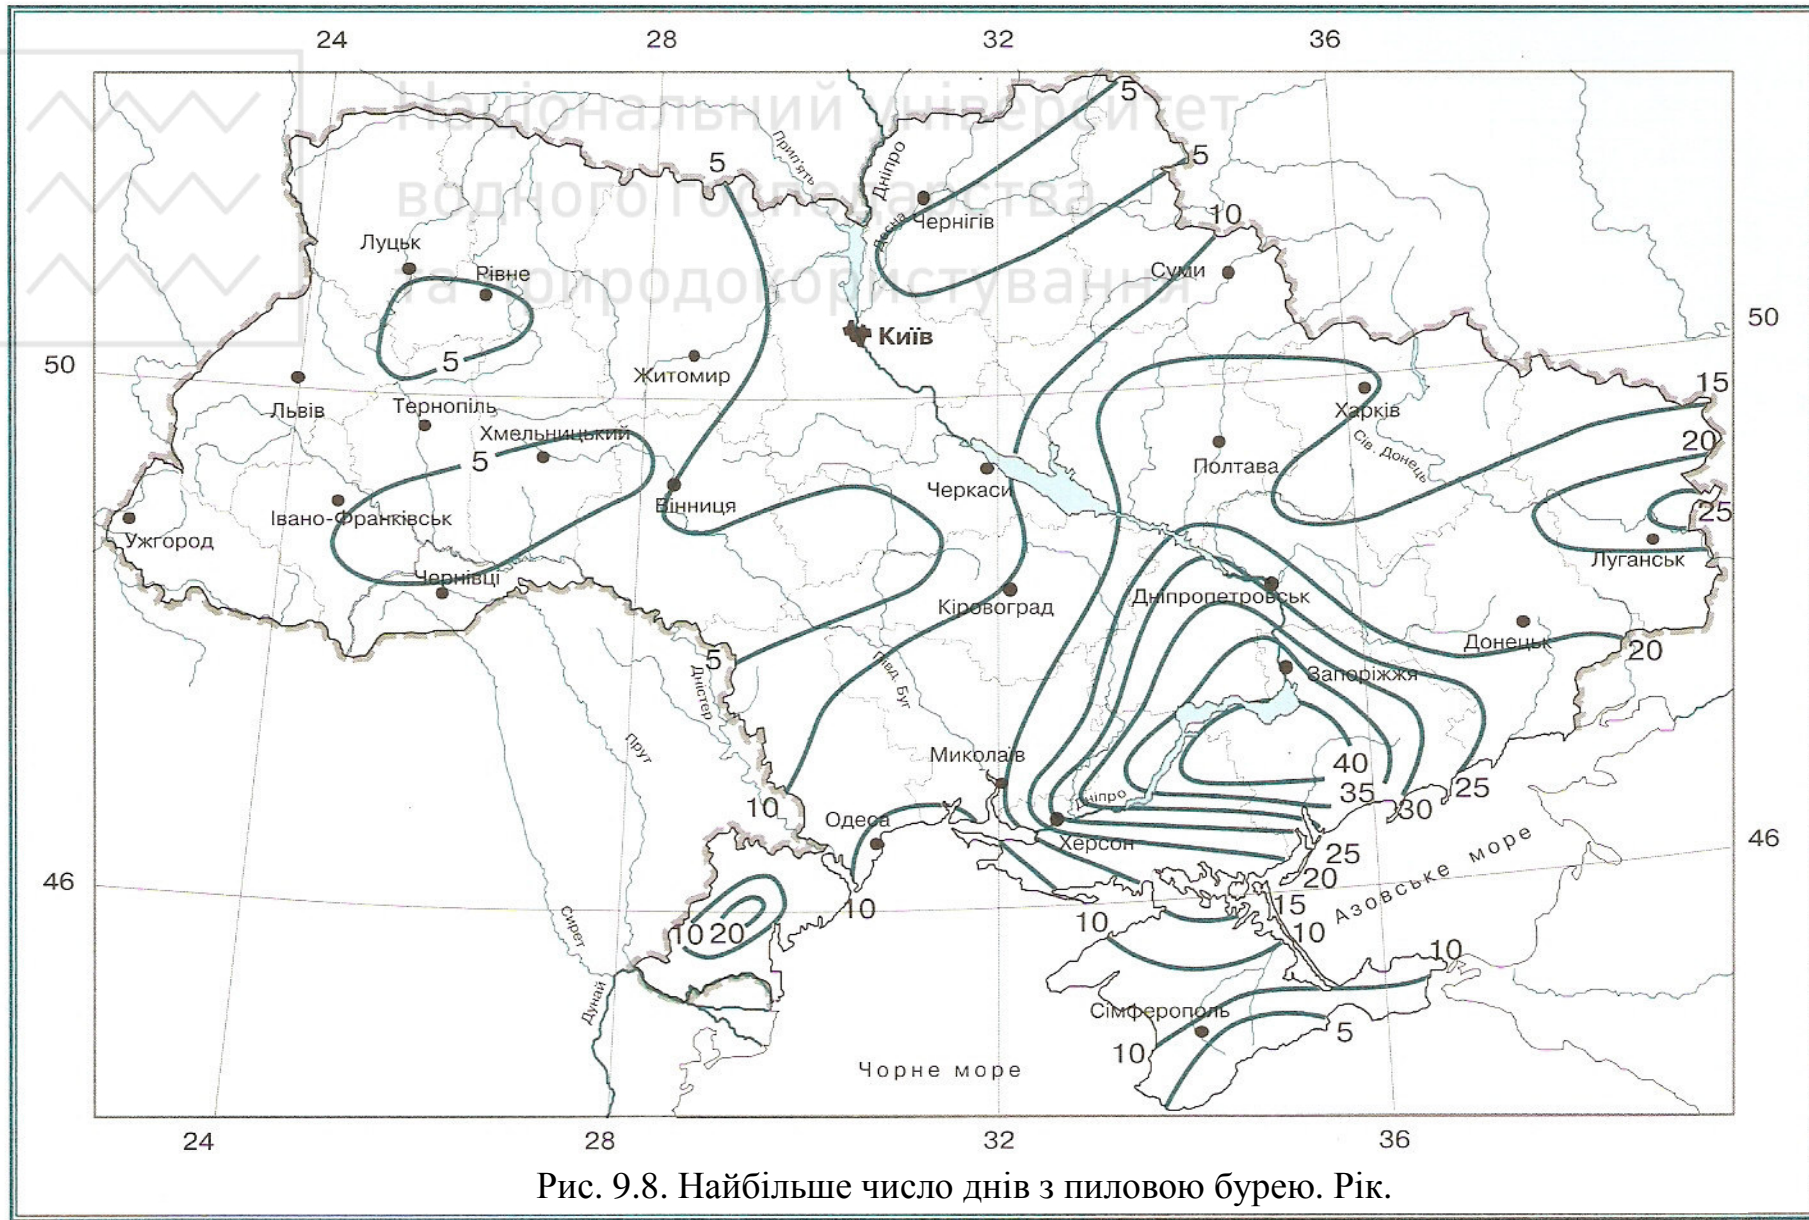 24 28 32 36
Національний університет
водного господарства
та природокористування
5
5
5
10
Прип'ять
Дніпро
Десна
Чернігів
Луцьк
Рівне
Суми
Київ
50
50
5
Житомир
Львів
Тернопіль
Хмельницький
5
Харків
15
20
Сів. Донець
Полтава
Черкаси
Вінниця
25
Івано-Франківськ
Ужгород
Луганськ
Чернівці
Кіровоград
Дніпропетровськ
Донецьк
20
5
Дністер
Півд. Буг
Запоріжжя
Прут
Миколаїв
40
35
30
25
10
Дніпро
Одеса
Херсон
25
20
46
46
Азовське море
15
10
10
10
10
10 20
Сирет
Дунай
Сімферополь
5
10
Чорне море
24 28 32 36
Рис. 9.8. Найбільше число днів з пиловою бурею. Рік.